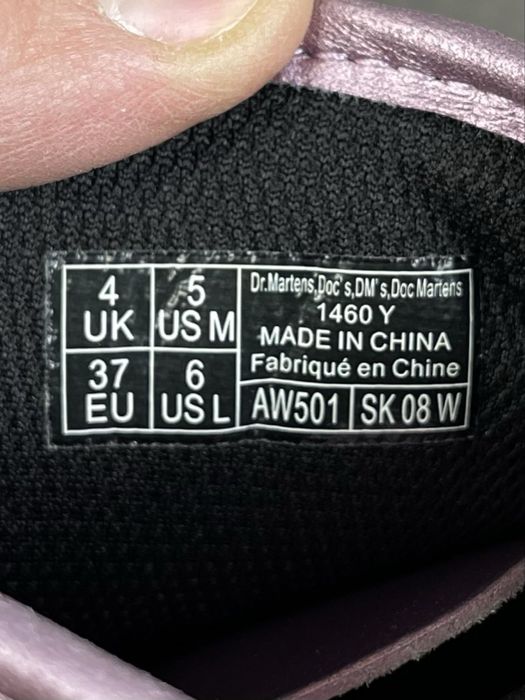 4 UK
5 US M
37 EU
6 US L
Dr.Martens,Doc's,DM's,Doc Martens
1460 Y
MADE IN CHINA
Fabriqué en Chine
AW501
SK 08 W